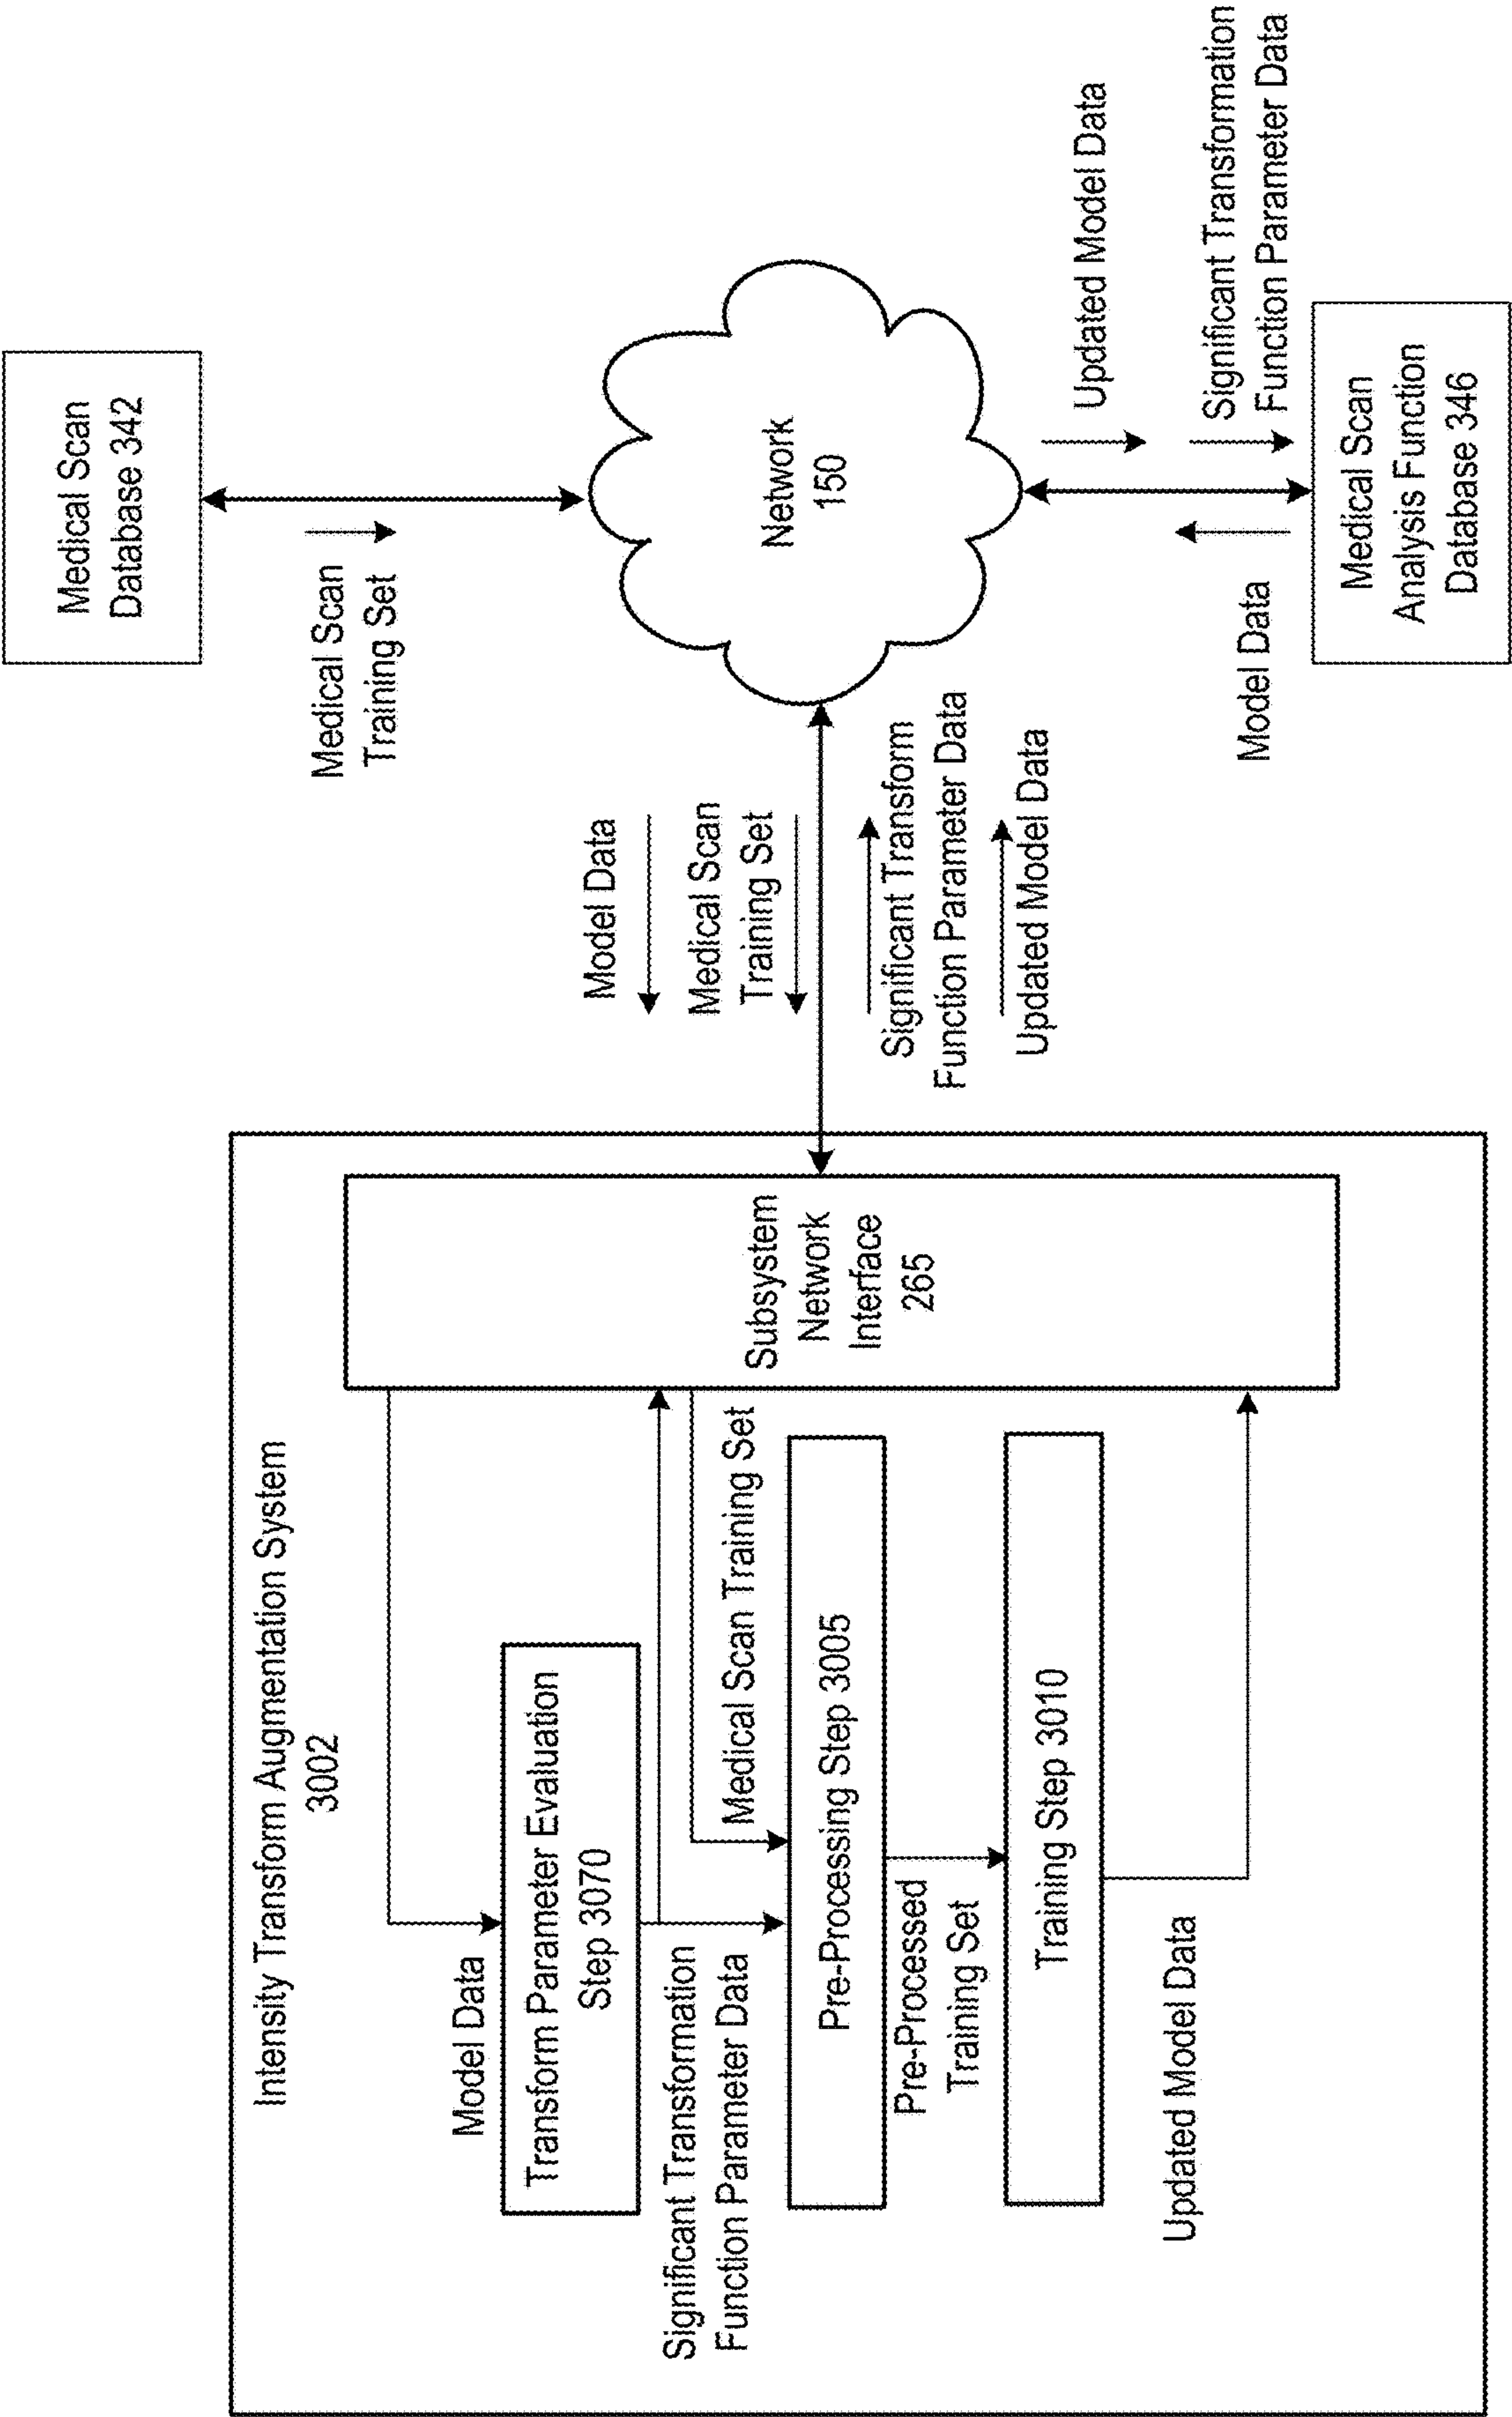 Intensity Transform Augmentation System
3002
Model Data
Transform Parameter Evaluation
Step 3070
Significant Transformation
Function Parameter Data
Medical Scan Training Set
Pre-Processing Step 3005
Pre-Processed
Training Set
Training Step 3010
Updated Model Data
Subsystem
Network
Interface
265
Model Data
Medical Scan
Training Set
Significant Transform
Function Parameter Data
Updated Model Data
Medical Scan
Database 342
Medical Scan
Training Set
Network
150
Updated Model Data
Significant Transformation
Function Parameter Data
Model Data
Medical Scan
Analysis Function
Database 346